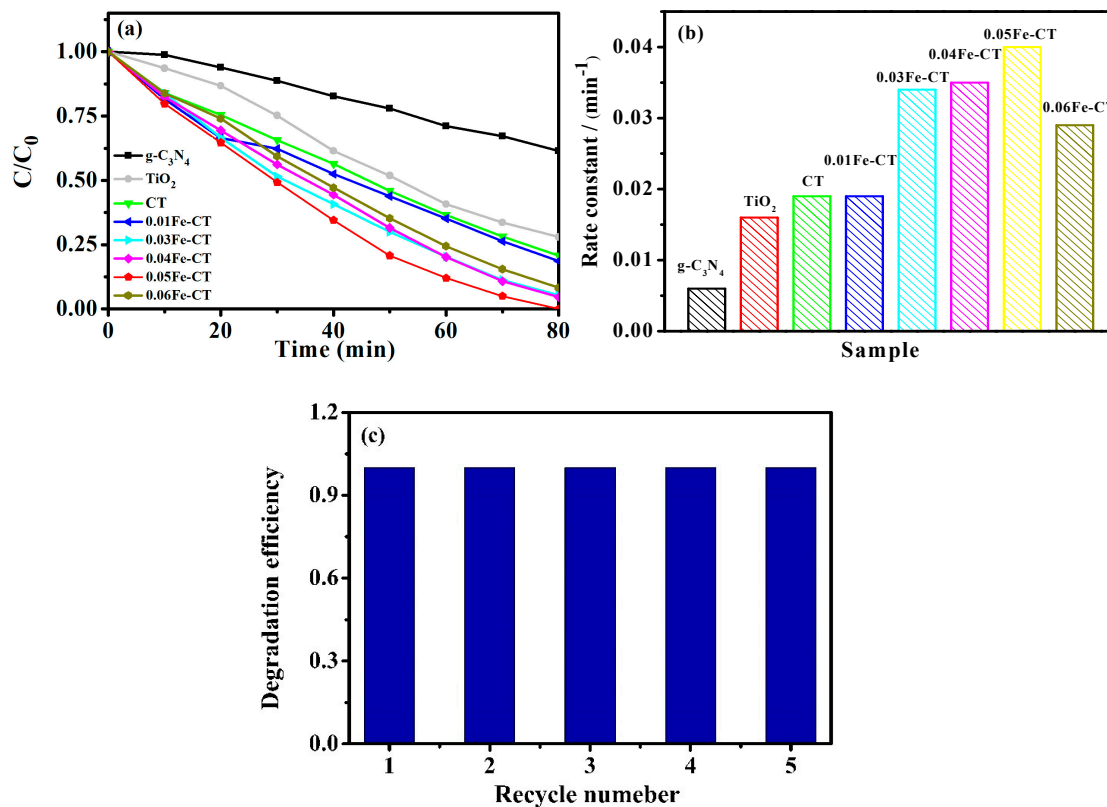 (a)
1.00
0.75
0.50
0.25
0.00
C/C₀
g-C₃N₄
TiO₂
CT
0.01Fe-CT
0.03Fe-CT
0.04Fe-CT
0.05Fe-CT
0.06Fe-CT
0 20 40 60 80
Time (min)
(b)
0.04
0.03
0.02
0.01
0.00
Rate constant / (min⁻¹)
g-C₃N₄
TiO₂
CT
0.01Fe-CT
0.03Fe-CT
0.04Fe-CT
0.05Fe-CT
0.06Fe-CT
Sample
(c)
1.2
0.9
0.6
0.3
0.0
Degradation efficiency
1 2 3 4 5
Recycle numeber